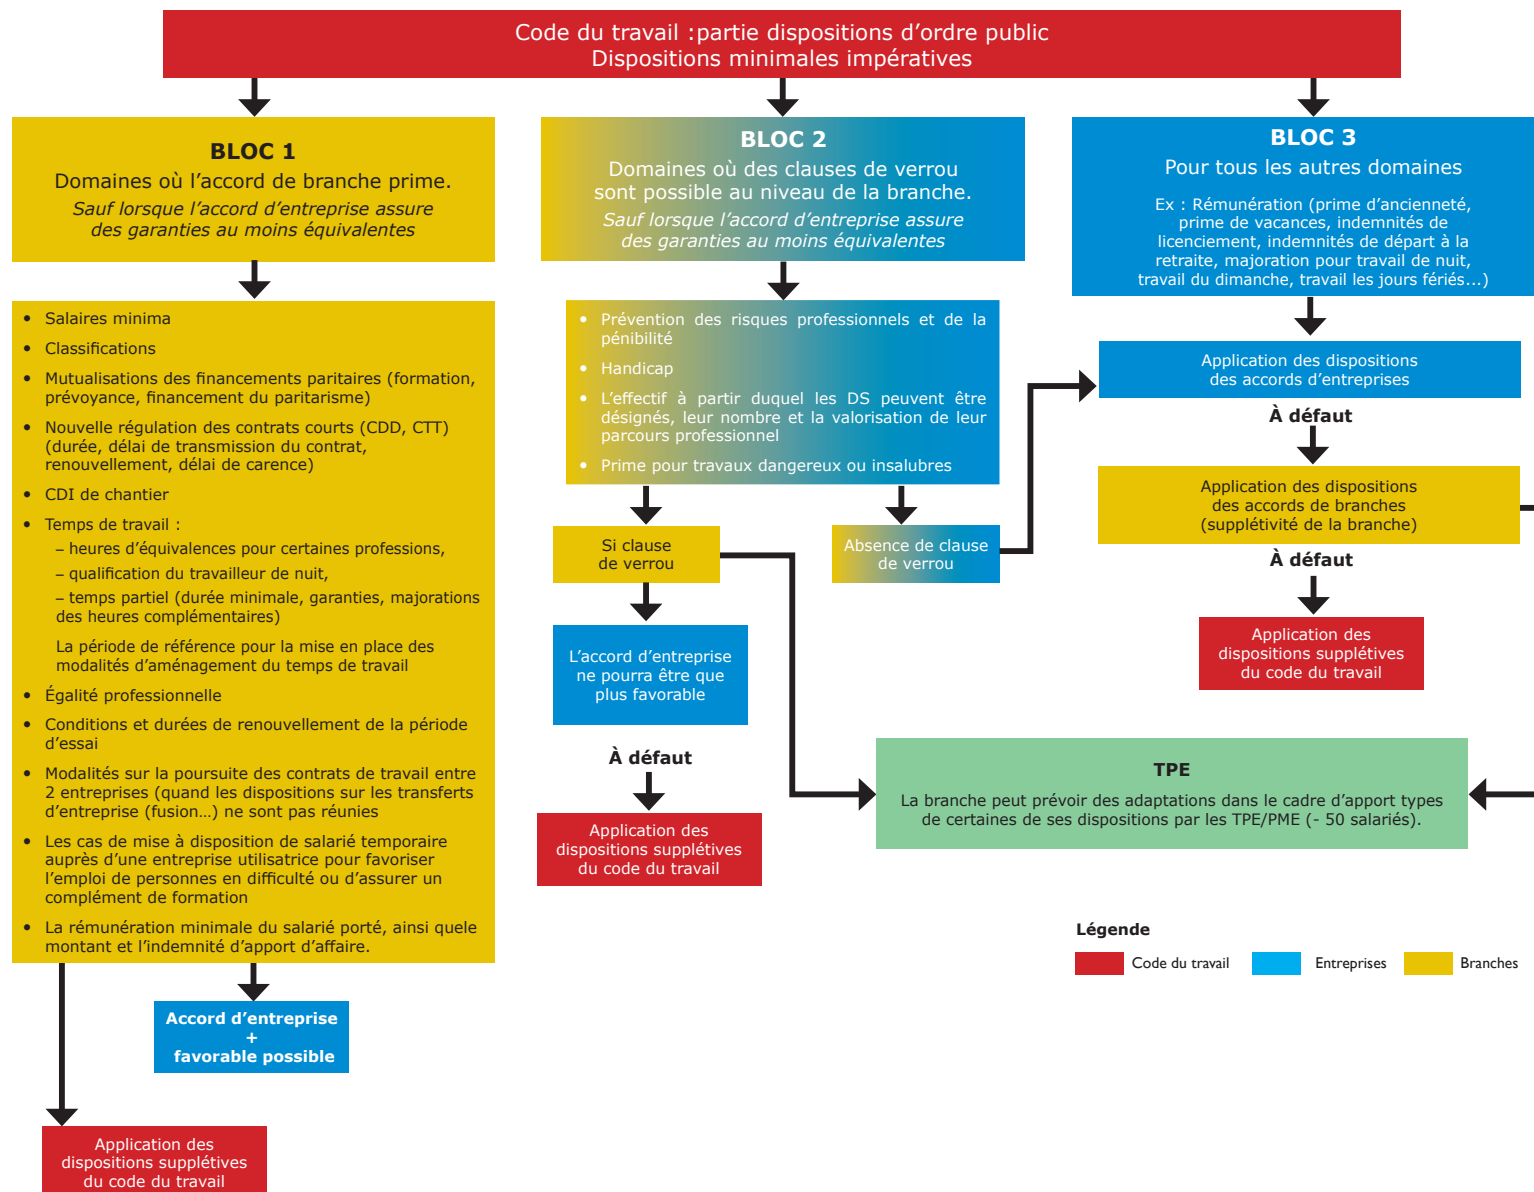 Code du travail :partie dispositions d’ordre public
Dispositions minimales impératives
BLOC 1
Domaines où l’accord de branche prime.
Sauf lorsque l’accord d’entreprise assure
des garanties au moins équivalentes
• Salaires minima
• Classifications
• Mutualisations des financements paritaires (formation,
prévoyance, financement du paritarisme)
• Nouvelle régulation des contrats courts (CDD, CTT)
(durée, délai de transmission du contrat,
renouvellement, délai de carence)
• CDI de chantier
• Temps de travail :
– heures d’équivalences pour certaines professions,
– qualification du travailleur de nuit,
– temps partiel (durée minimale, garanties, majorations
des heures complémentaires)
La période de référence pour la mise en place des
modalités d’aménagement du temps de travail
• Égalité professionnelle
• Conditions et durées de renouvellement de la période
d’essai
• Modalités sur la poursuite des contrats de travail entre
2 entreprises (quand les dispositions sur les transferts
d’entreprise (fusion…) ne sont pas réunies
• Les cas de mise à disposition de salarié temporaire
auprès d’une entreprise utilisatrice pour favoriser
l’emploi de personnes en difficulté ou d’assurer un
complément de formation
• La rémunération minimale du salarié porté, ainsi quele
montant et l’indemnité d’apport d’affaire.
Accord d’entreprise
+
favorable possible
Application des
dispositions supplétives
du code du travail
BLOC 2
Domaines où des clauses de verrou
sont possible au niveau de la branche.
Sauf lorsque l’accord d’entreprise assure
des garanties au moins équivalentes
• Prévention des risques professionnels et de la
pénibilité
• Handicap
• L’effectif à partir duquel les DS peuvent être
désignés, leur nombre et la valorisation de leur
parcours professionnel
• Prime pour travaux dangereux ou insalubres
Si clause
de verrou
Absence de clause
de verrou
L’accord d’entreprise
ne pourra être que
plus favorable
À défaut
Application des
dispositions supplétives
du code du travail
BLOC 3
Pour tous les autres domaines
Ex : Rémunération (prime d’ancienneté,
prime de vacances, indemnités de
licenciement, indemnités de départ à la
retraite, majoration pour travail de nuit,
travail du dimanche, travail les jours fériés…)
Application des dispositions
des accords d’entreprises
À défaut
Application des dispositions
des accords de branches
(supplétivité de la branche)
À défaut
Application des
dispositions supplétives
du code du travail
TPE
La branche peut prévoir des adaptations dans le cadre d’apport types
de certaines de ses dispositions par les TPE/PME (- 50 salariés).
Légende
Code du travail
Entreprises
Branches